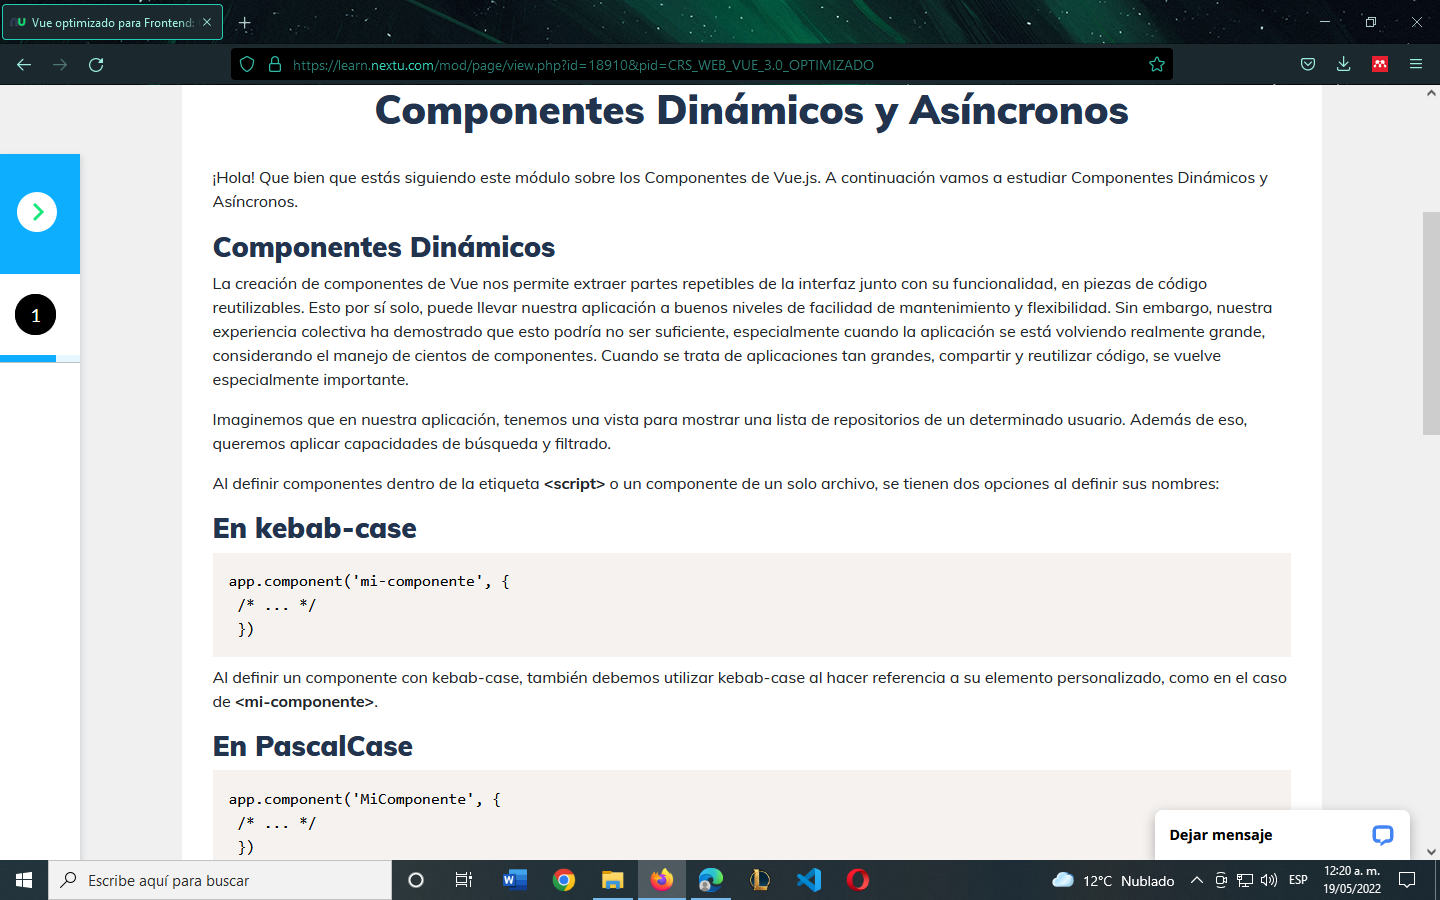 Vue optimizado para Frontend:
https://learn.nextu.com/mod/page/view.php?id=18910&pid=CRS_WEB_VUE_3.0_OPTIMIZADO
Componentes Dinámicos y Asíncronos
¡Hola! Que bien que estás siguiendo este módulo sobre los Componentes de Vue.js. A continuación vamos a estudiar Componentes Dinámicos y
Asíncronos.
1
Componentes Dinámicos
La creación de componentes de Vue nos permite extraer partes repetibles de la interfaz junto con su funcionalidad, en piezas de código
reutilizables. Esto por sí solo, puede llevar nuestra aplicación a buenos niveles de facilidad de mantenimiento y flexibilidad. Sin embargo, nuestra
experiencia colectiva ha demostrado que esto podría no ser suficiente, especialmente cuando la aplicación se está volviendo realmente grande,
considerando el manejo de cientos de componentes. Cuando se trata de aplicaciones tan grandes, compartir y reutilizar código, se vuelve
especialmente importante.
Imaginemos que en nuestra aplicación, tenemos una vista para mostrar una lista de repositorios de un determinado usuario. Además de eso,
queremos aplicar capacidades de búsqueda y filtrado.
Al definir componentes dentro de la etiqueta <script> o un componente de un solo archivo, se tienen dos opciones al definir sus nombres:
En kebab-case
app.component('mi-componente', {
/* ... */
})
Al definir un componente con kebab-case, también debemos utilizar kebab-case al hacer referencia a su elemento personalizado, como en el caso
de <mi-componente>.
En PascalCase
app.component('MiComponente', {
/* ... */
})
Dejar mensaje
Escribe aquí para buscar
12°C Nublado
ESP
12:20 a. m.
19/05/2022